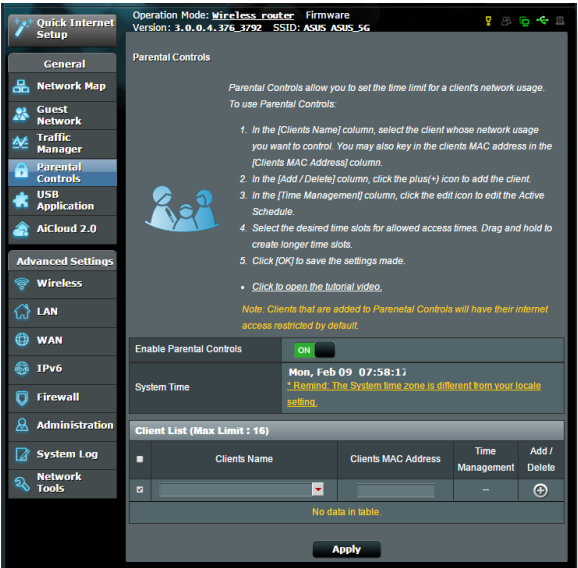 Quick Internet
Setup
Operation Mode: Wireless router Firmware
Version: 3.0.0.4.376_3792 SSID: ASUS ASUS_5G
General
Network Map
Guest
Network
Traffic
Manager
Parental
Controls
USB
Application
AiCloud 2.0
Advanced Settings
Wireless
LAN
WAN
IPv6
Firewall
Administration
System Log
Network
Tools
Parental Controls
Parental Controls allow you to set the time limit for a client's network usage.
To use Parental Controls:
1. In the [Clients Name] column, select the client whose network usage
you want to control. You may also key in the clients MAC address in the
[Clients MAC Address] column.
2. In the [Add / Delete] column, click the plus(+) icon to add the client.
3. In the [Time Management] column, click the edit icon to edit the Active
Schedule.
4. Select the desired time slots for allowed access times. Drag and hold to
create longer time slots.
5. Click [OK] to save the settings made.
• Click to open the tutorial video.
Note: Clients that are added to Parenetal Controls will have their internet
access restricted by default.
Enable Parental Controls ON
System Time
Mon, Feb 09 07:58:17
* Remind: The System time zone is different from your locale
setting.
Client List (Max Limit : 16)
Clients Name Clients MAC Address Time
Management Add /
Delete
–
No data in table.
Apply